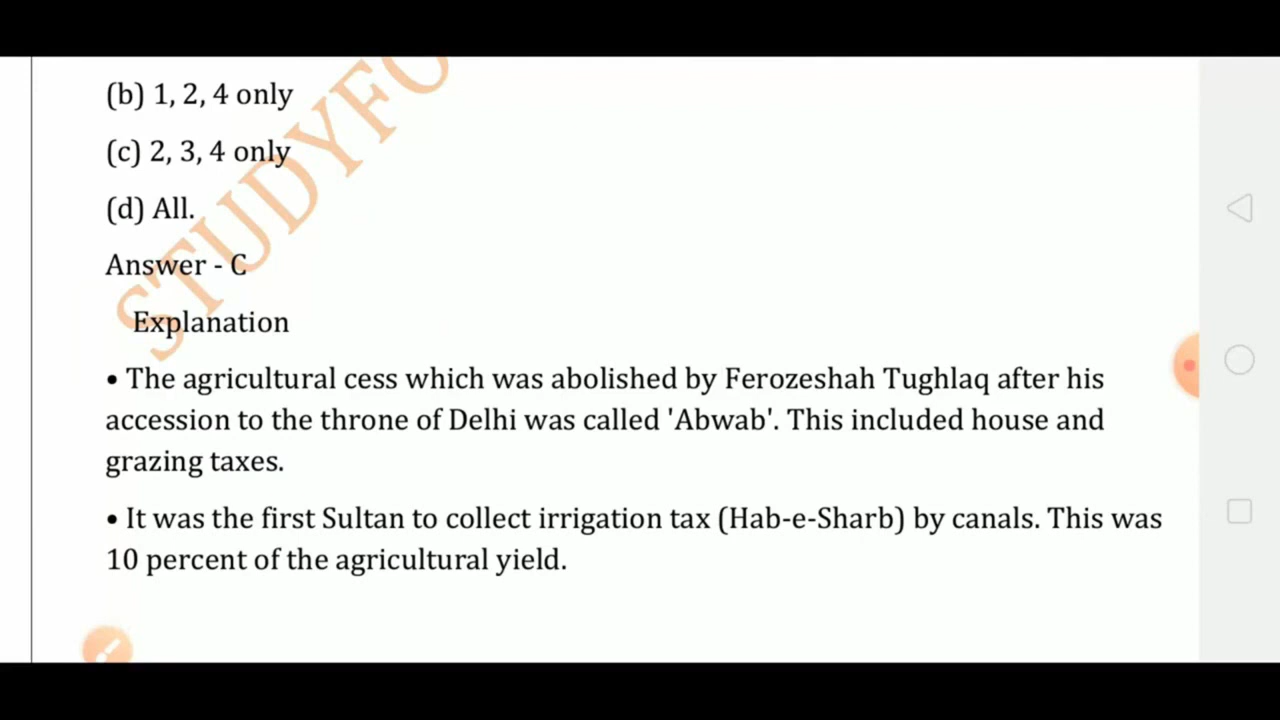 (b) 1, 2, 4 only
(c) 2, 3, 4 only
(d) All.
Answer - C
Explanation
• The agricultural cess which was abolished by Ferozeshah Tughlaq after his
accession to the throne of Delhi was called 'Abwab'. This included house and
grazing taxes.
• It was the first Sultan to collect irrigation tax (Hab-e-Sharb) by canals. This was
10 percent of the agricultural yield.
STUDYFO